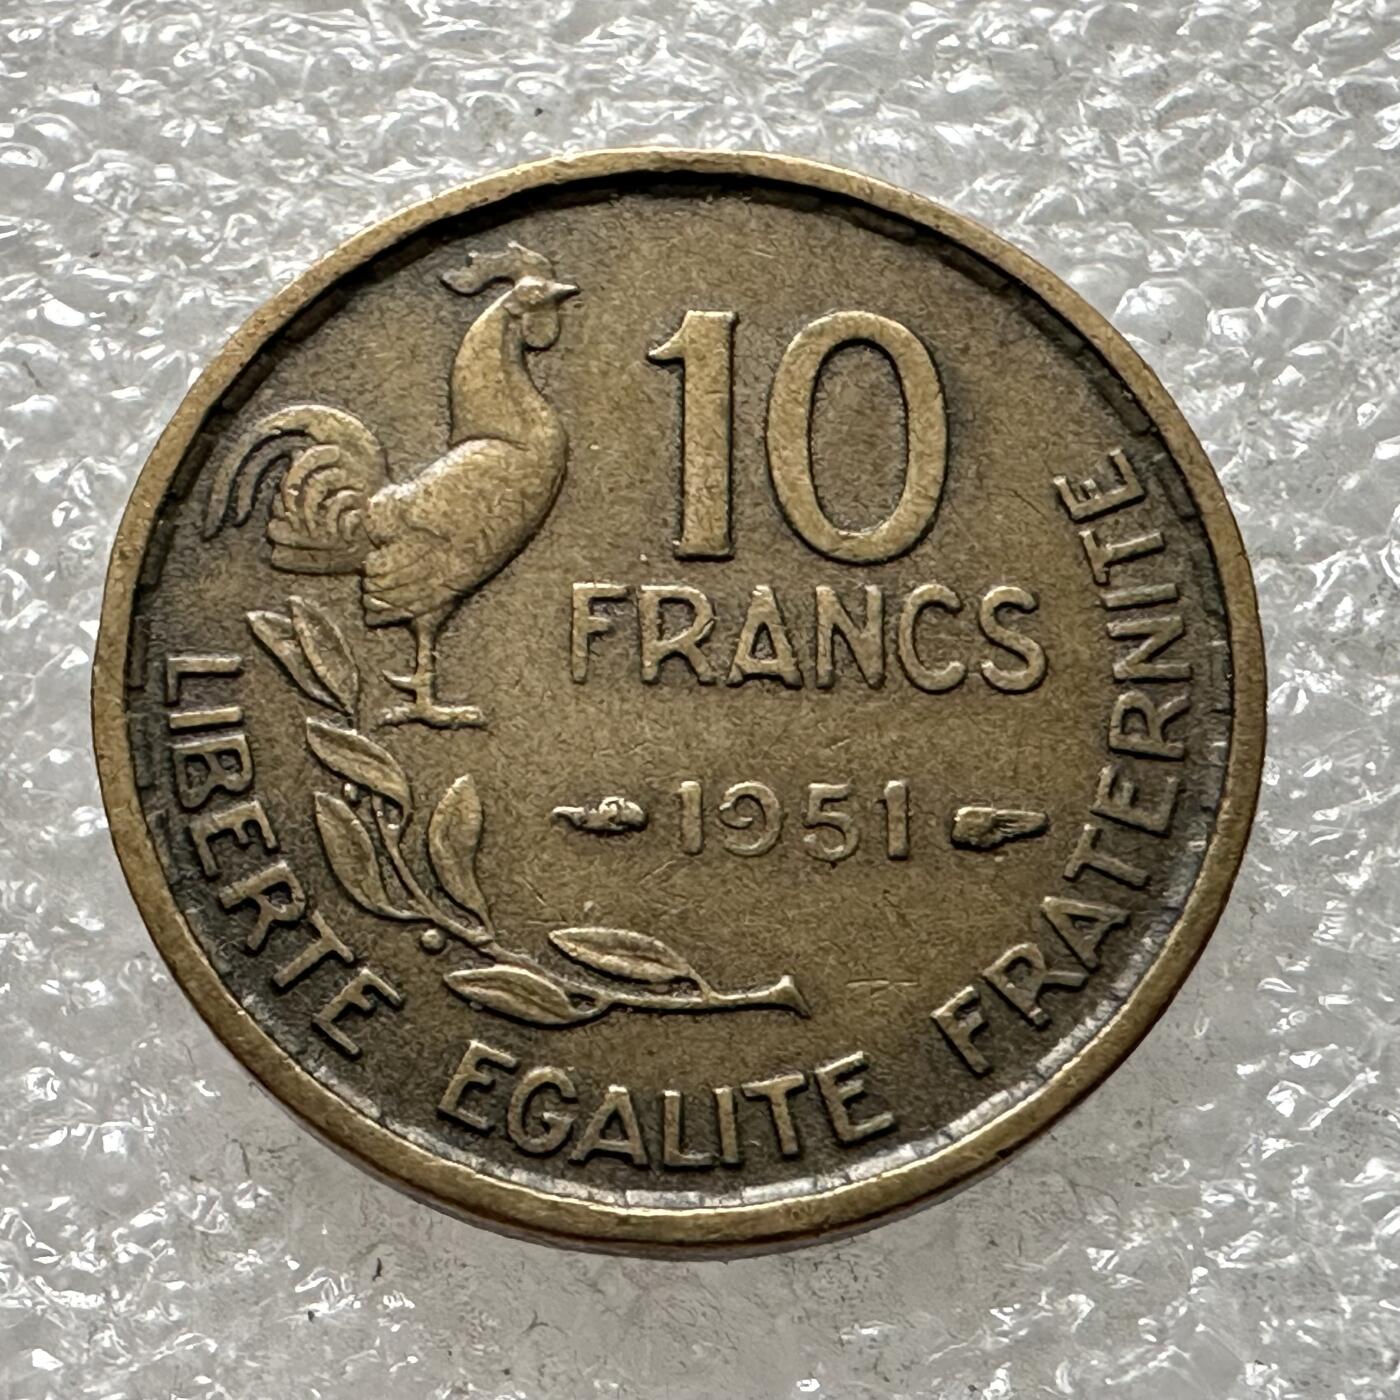 10
FRANCS
1951
LIBERTE EGALITE FRATERNITE